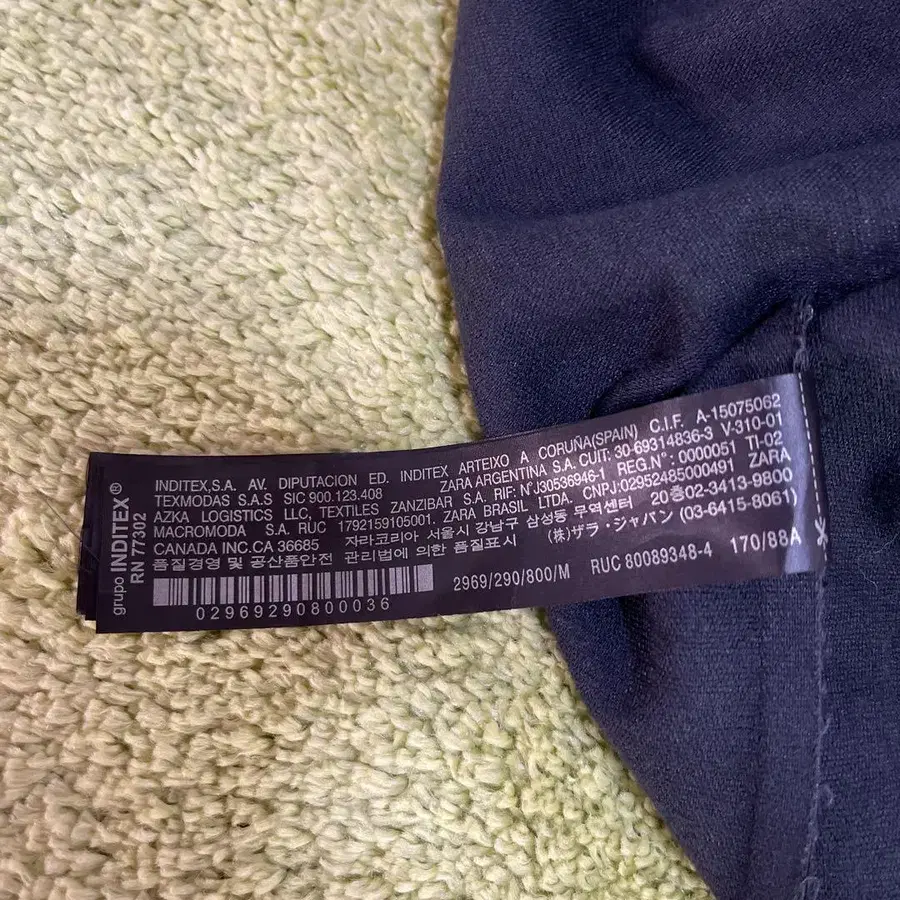 grupo INDITEX®
RN 77302
INDITEX,S.A. AV. DIPUTACION ED. INDITEX ARTEIXO A CORUÑA(SPAIN) C.I.F. A-15075062
TEXMODAS S.A.S SIC 900.123.408 ZARA ARGENTINA S.A. CUIT: 30-69314836-3 V-310-01
AZKA LOGISTICS LLC, TEXTILES ZANZIBAR S.A. RIF: N°J30536946-1 REG.N°: 0000051 TI-02
MACROMODA S.A. RUC 1792159105001. ZARA BRASIL LTDA. CNPJ:02952485000491 ZARA
CANADA INC.CA 36685 자라코리아 서울시 강남구 삼성동 무역센터 20층02-3413-9800
품질경영 및 공산품안전 관리법에 의한 품질표시 (株)ザラ・ジャパン (03-6415-8061)
2969/290/800/M RUC 80089348-4 170/88A
02969290800036